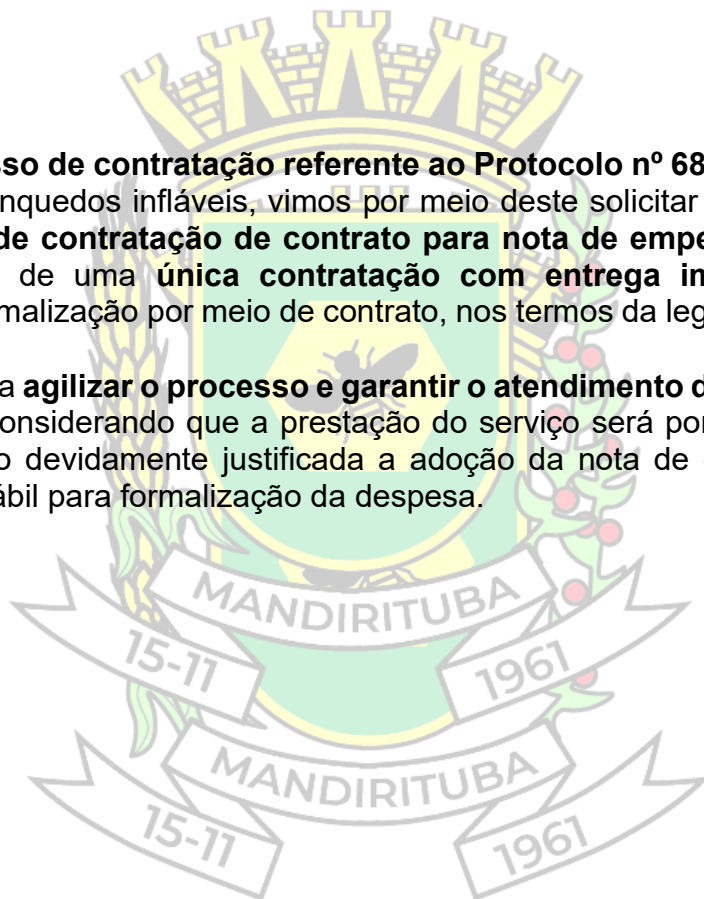 sso de contratação referente ao Protocolo nº 68
nquedos infláveis, vimos por meio deste solicitar
de contratação de contrato para nota de empe
de uma única contratação com entrega im
rmalização por meio de contrato, nos termos da leg
a agilizar o processo e garantir o atendimento d
onsiderando que a prestação do serviço será por
o devidamente justificada a adoção da nota de
ábil para formalização da despesa.
MANDIRITUBA
15-11 1961
MANDIRITUBA
15-11 1961